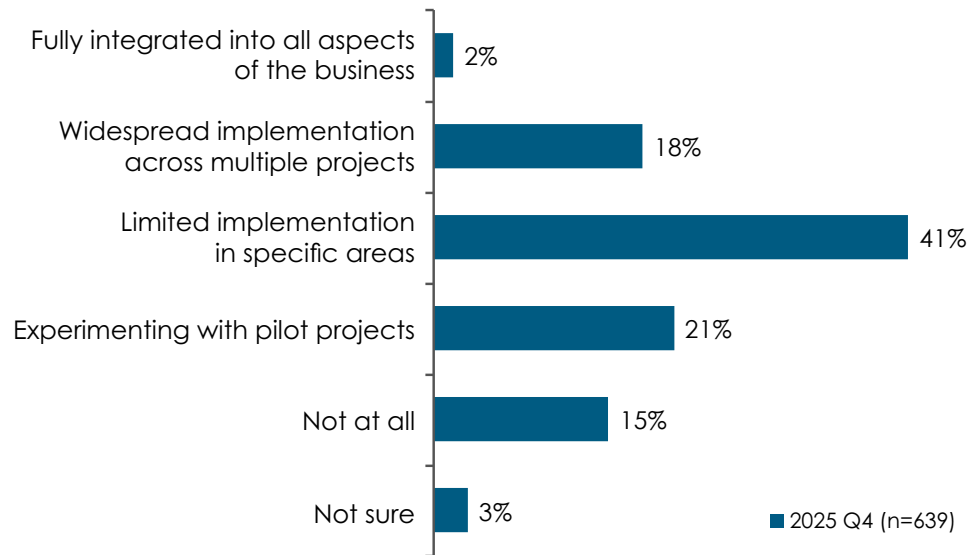 Fully integrated into all aspects
of the business
2%
Widespread implementation
across multiple projects
18%
Limited implementation
in specific areas
41%
Experimenting with pilot projects
21%
Not at all
15%
Not sure
3%
2025 Q4 (n=639)